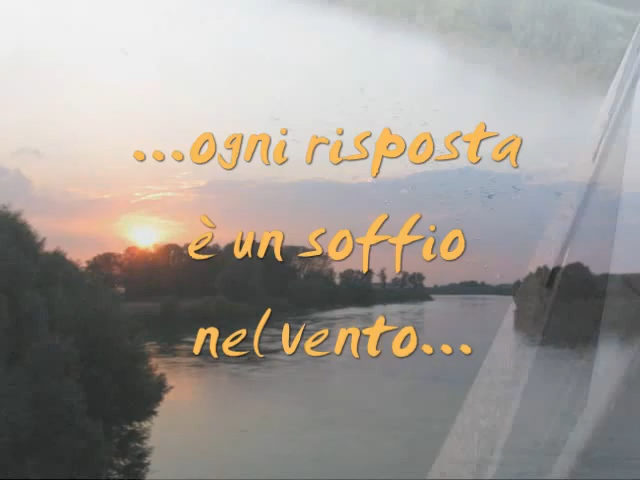 ...ogni risposta
è un soffio
nel vento...